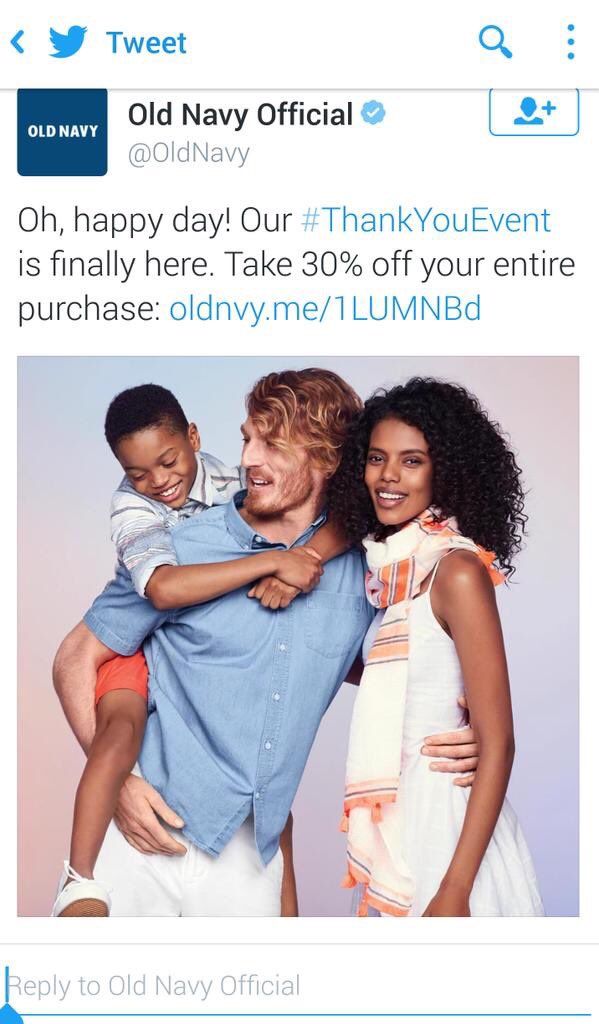 Tweet
OLD NAVY
Old Navy Official
@OldNavy
Oh, happy day! Our #ThankYouEvent
is finally here. Take 30% off your entire
purchase: oldnvy.me/1LUMNBd
Reply to Old Navy Official